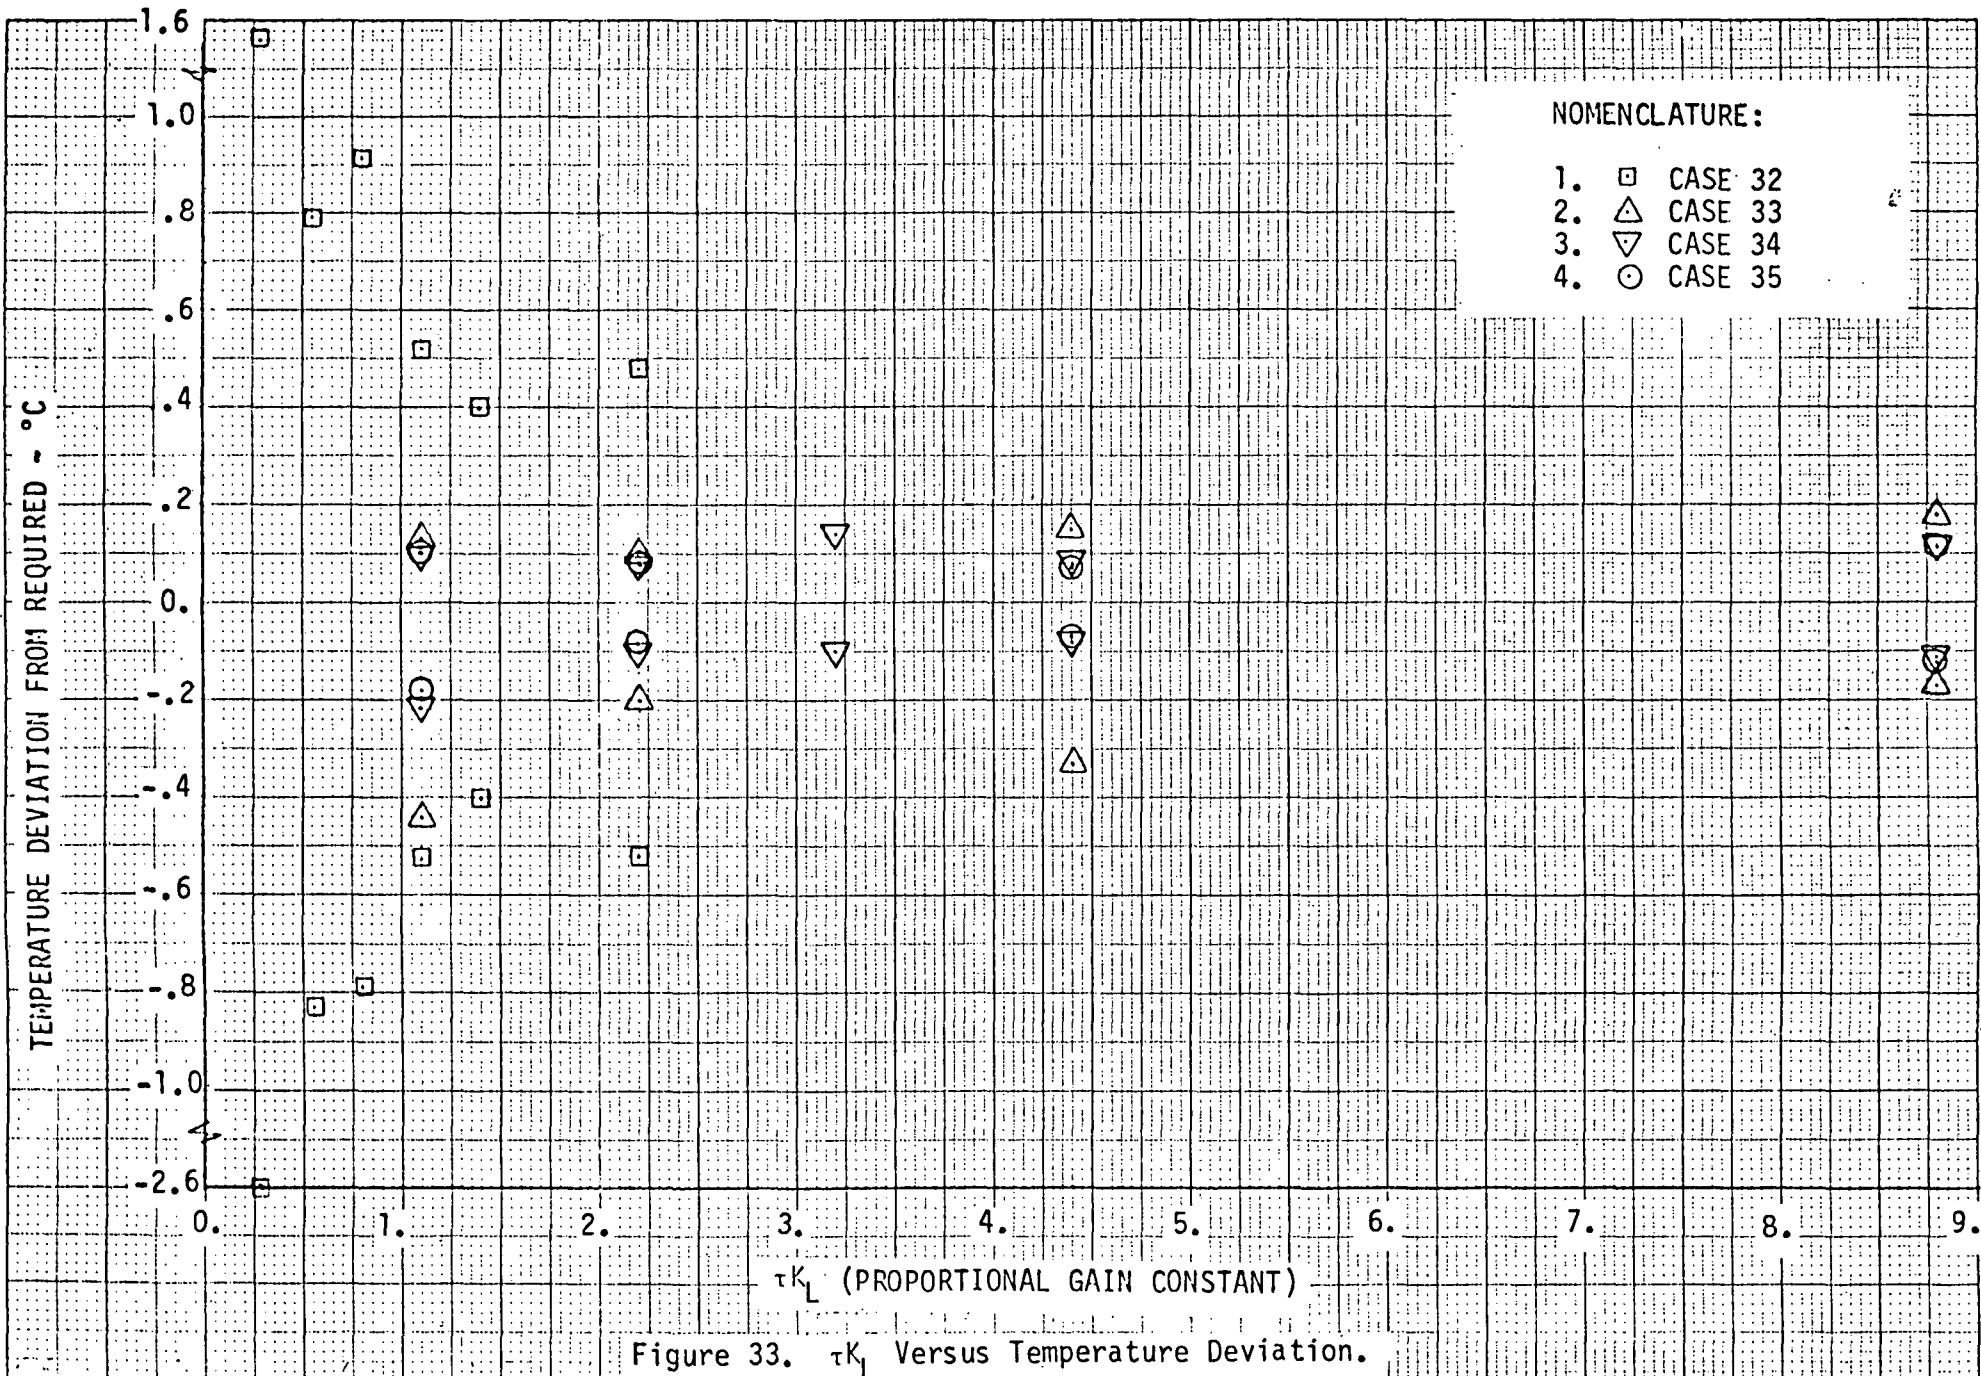 1.6
1.0
.8
.6
.4
.2
0.
-.2
-.4
-.6
-.8
-1.0
-2.6
TEMPERATURE DEVIATION FROM REQUIRED ~ °C
NOMENCLATURE:
1. CASE 32
2. CASE 33
3. CASE 34
4. CASE 35
0. 1. 2. 3. 4. 5. 6. 7. 8. 9.
τK_L (PROPORTIONAL GAIN CONSTANT)
Figure 33. τK_L Versus Temperature Deviation.